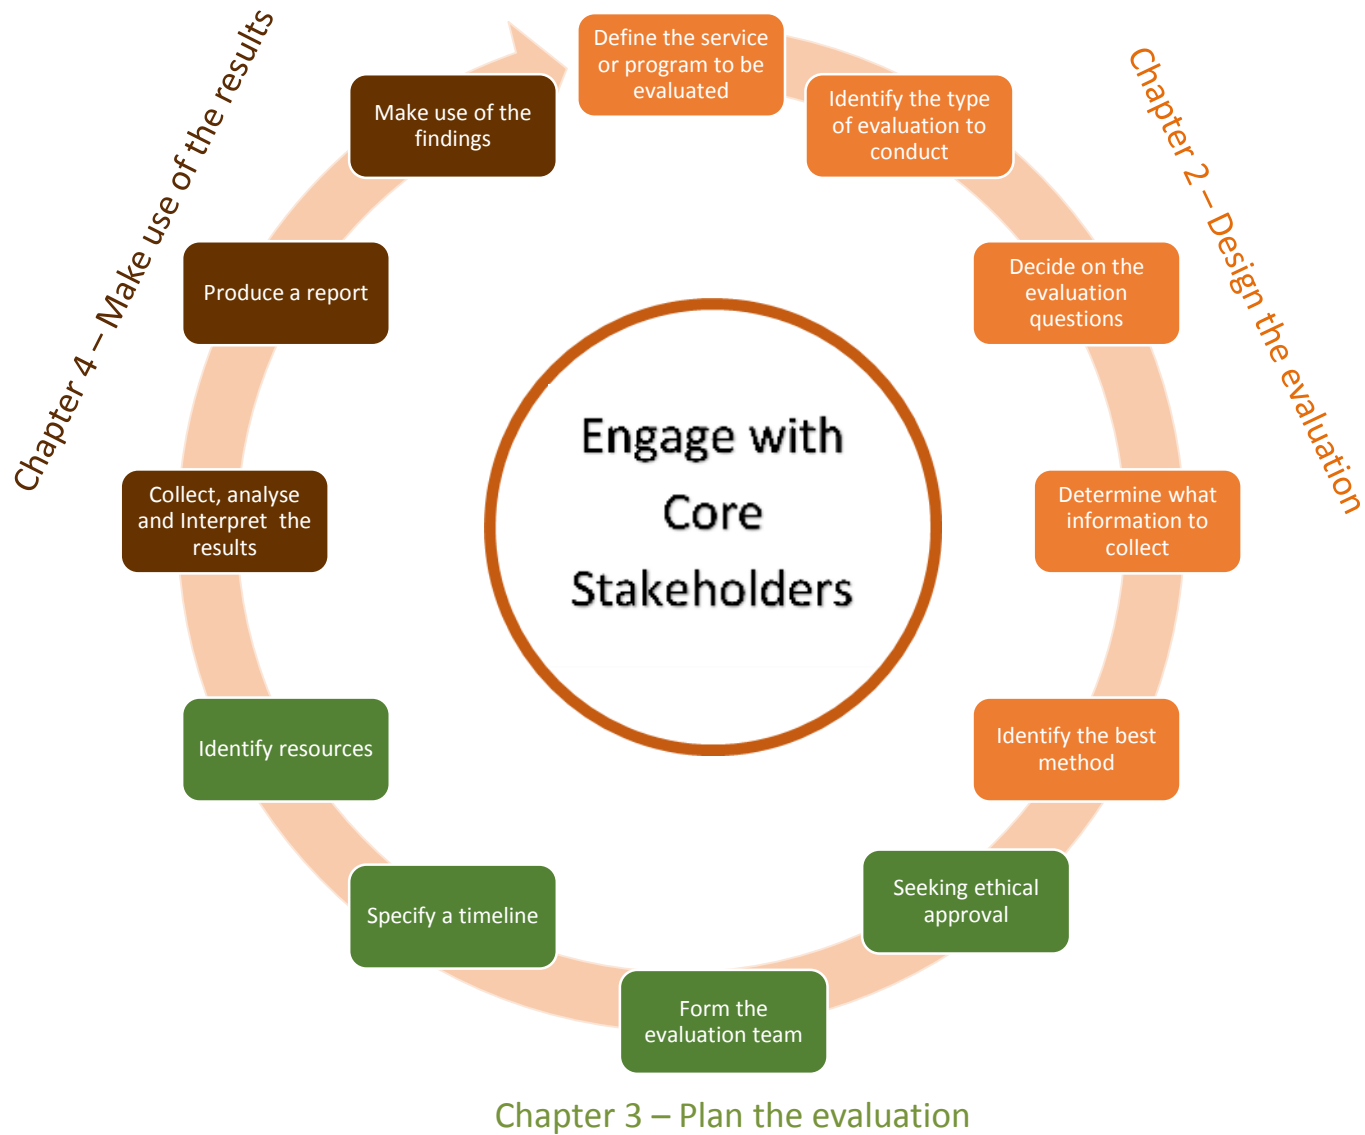 Define the service
or program to be
evaluated
Identify the type
of evaluation to
conduct
Decide on the
evaluation
questions
Determine what
information to
collect
Identify the best
method
Chapter 2 – Design the evaluation
Seeking ethical
approval
Form the
evaluation team
Specify a timeline
Identify resources
Chapter 3 – Plan the evaluation
Collect, analyse
and Interpret  the
results
Produce a report
Make use of the
findings
Chapter 4 – Make use of the results
Engage with
Core
Stakeholders